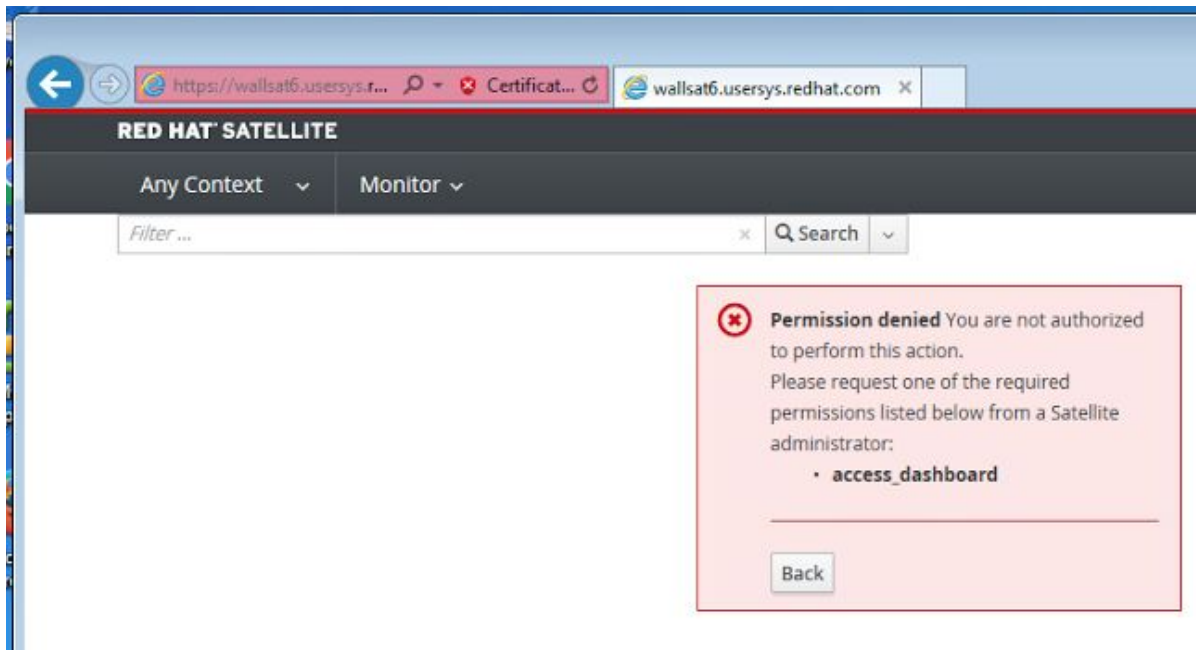 https://wallsat6.usersys.r... Certificat... wallsat6.usersys.redhat.com
RED HAT SATELLITE
Any Context Monitor
Filter ... Search
Permission denied You are not authorized
to perform this action.
Please request one of the required
permissions listed below from a Satellite
administrator:
• access_dashboard
Back